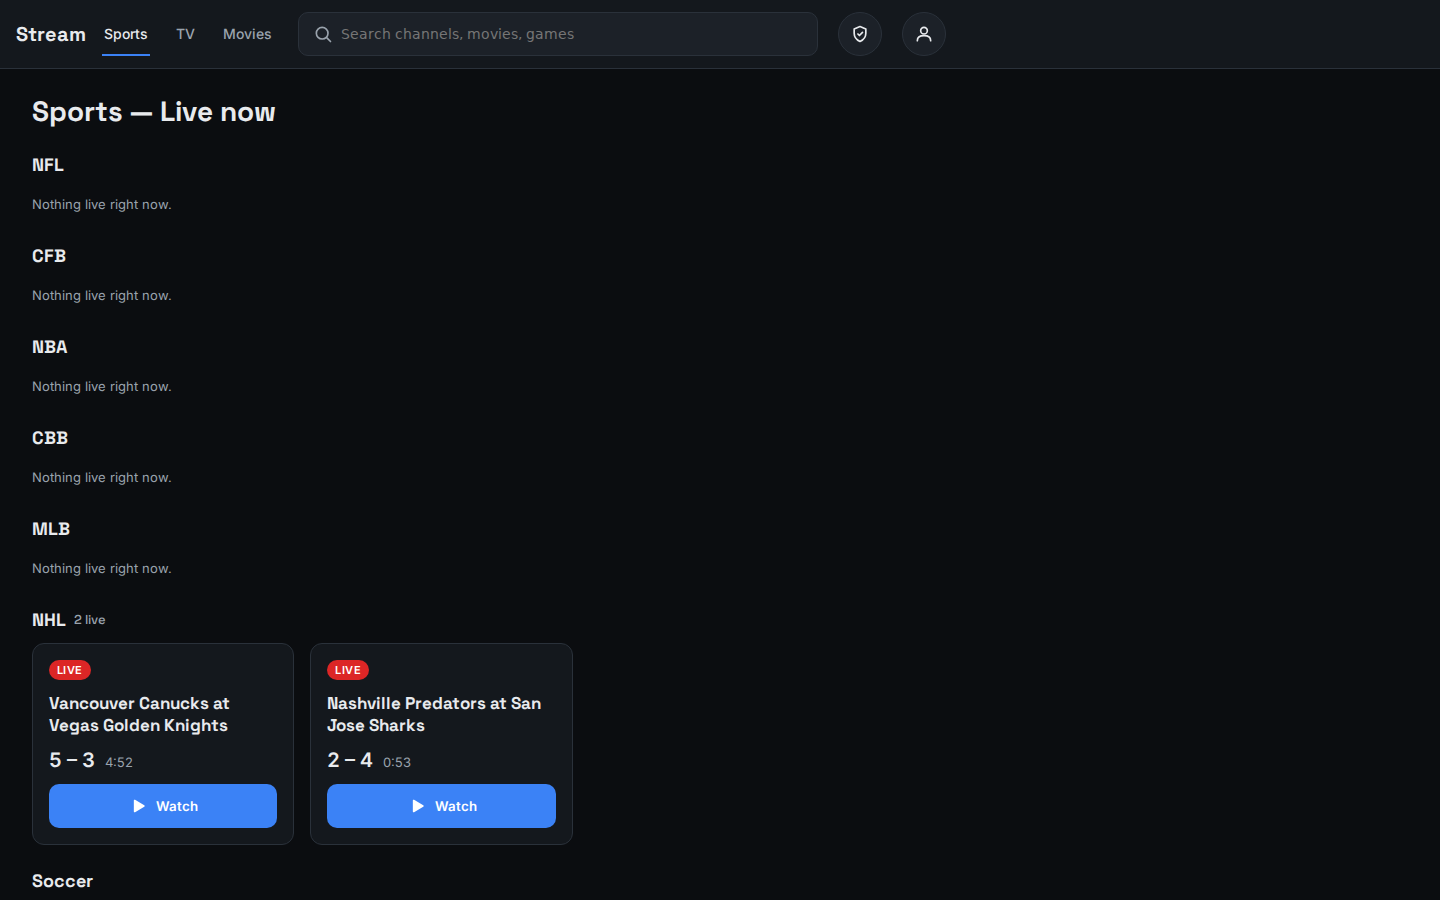 Stream Sports TV Movies Search channels, movies, games
Sports — Live now
NFL
Nothing live right now.
CFB
Nothing live right now.
NBA
Nothing live right now.
CBB
Nothing live right now.
MLB
Nothing live right now.
NHL 2 live
LIVE
Vancouver Canucks at
Vegas Golden Knights
5 – 3 4:52
Watch
LIVE
Nashville Predators at San
Jose Sharks
2 – 4 0:53
Watch
Soccer